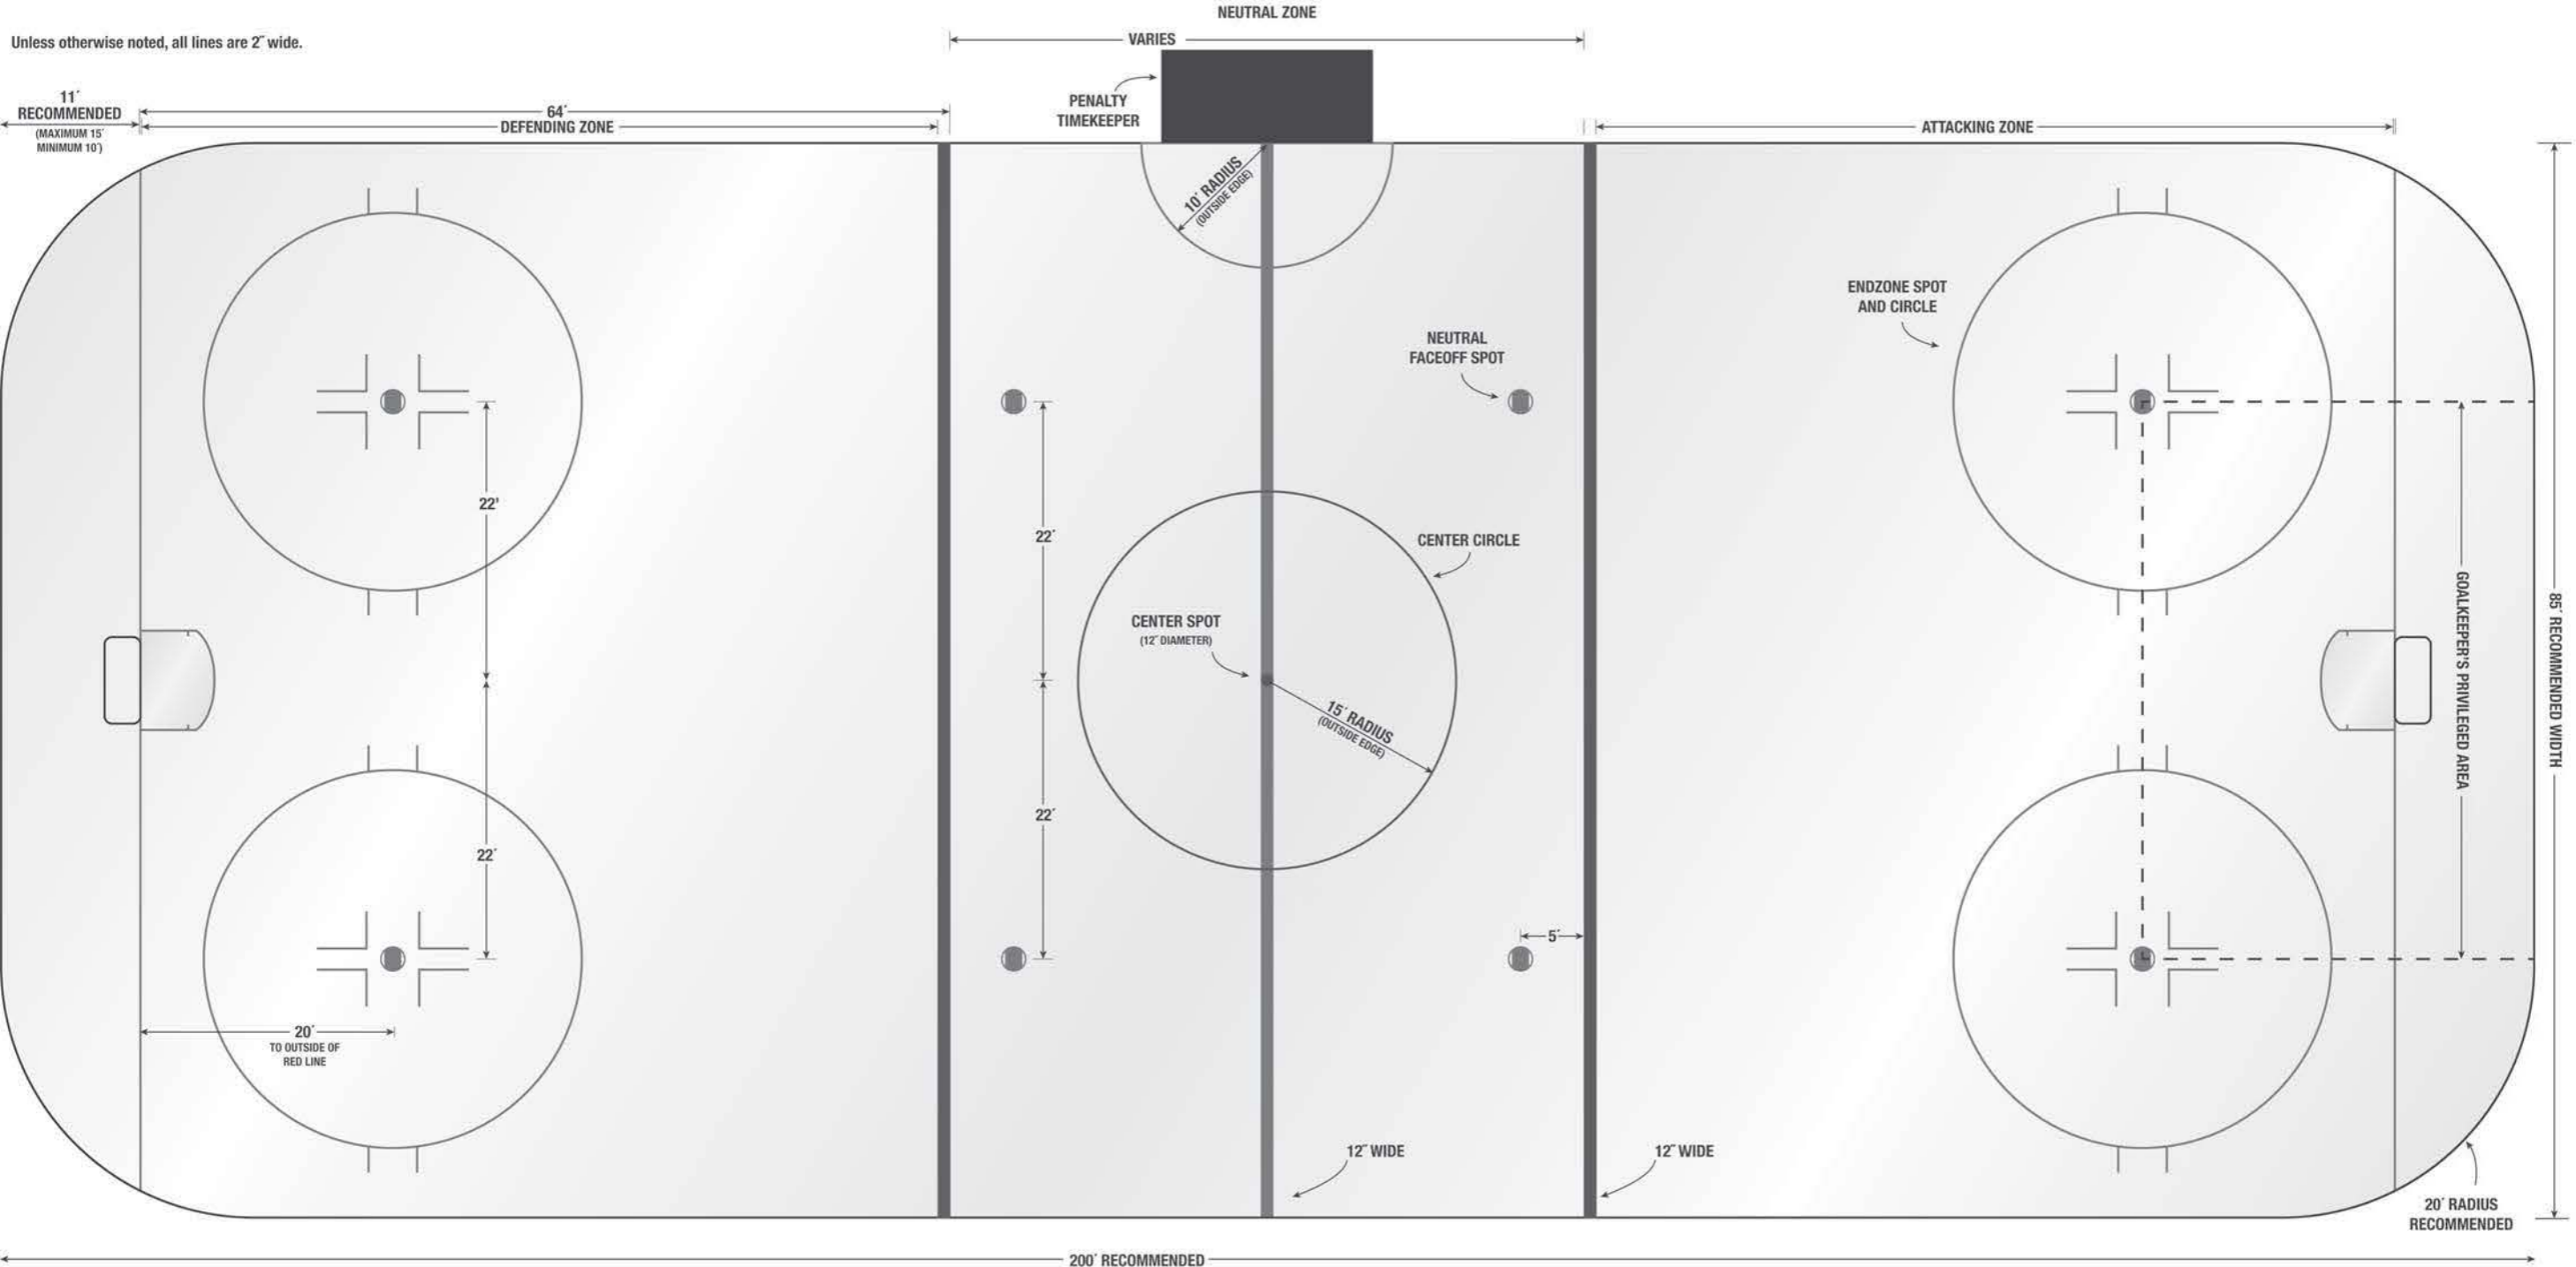 NEUTRAL ZONE
Unless otherwise noted, all lines are 2˝ wide.
VARIES
11´
RECOMMENDED
(MAXIMUM 15´
MINIMUM 10´)
64´
DEFENDING ZONE
PENALTY
TIMEKEEPER
ATTACKING ZONE
10´ RADIUS
(OUTSIDE EDGE)
ENDZONE SPOT
AND CIRCLE
NEUTRAL
FACEOFF SPOT
22'
22´
CENTER CIRCLE
CENTER SPOT
(12˝ DIAMETER)
15´ RADIUS
(OUTSIDE EDGE)
GOALKEEPER'S PRIVILEGED AREA
85´ RECOMMENDED WIDTH
22´
22´
5´
20´
TO OUTSIDE OF
RED LINE
12˝ WIDE
12˝ WIDE
20´ RADIUS
RECOMMENDED
200´ RECOMMENDED